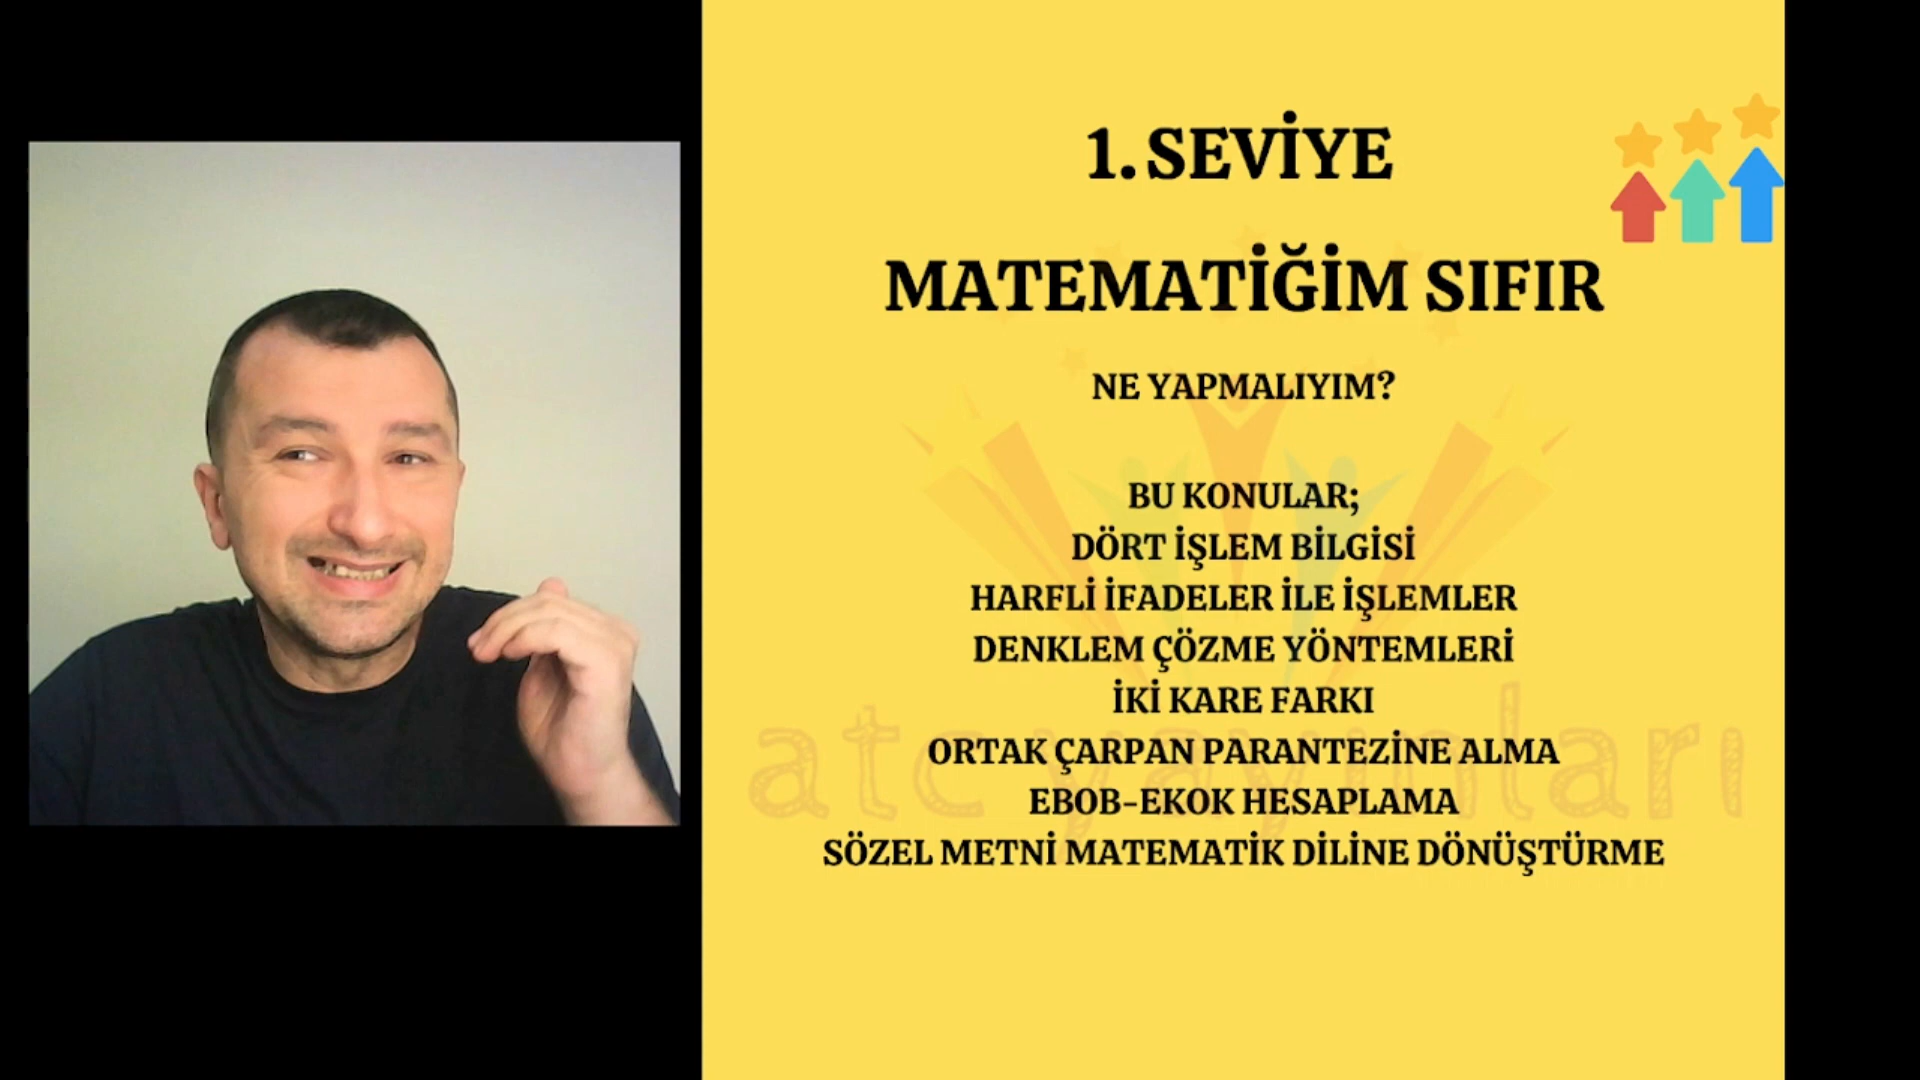 1. SEVİYE
MATEMATİĞİM SIFIR
NE YAPMALIYIM?
BU KONULAR;
DÖRT İŞLEM BİLGİSİ
HARFLİ İFADELER İLE İŞLEMLER
DENKLEM ÇÖZME YÖNTEMLERİ
İKİ KARE FARKI
ORTAK ÇARPAN PARANTEZİNE ALMA
EBOB-EKOK HESAPLAMA
SÖZEL METNİ MATEMATİK DİLİNE DÖNÜŞTÜRME
atc yayınları